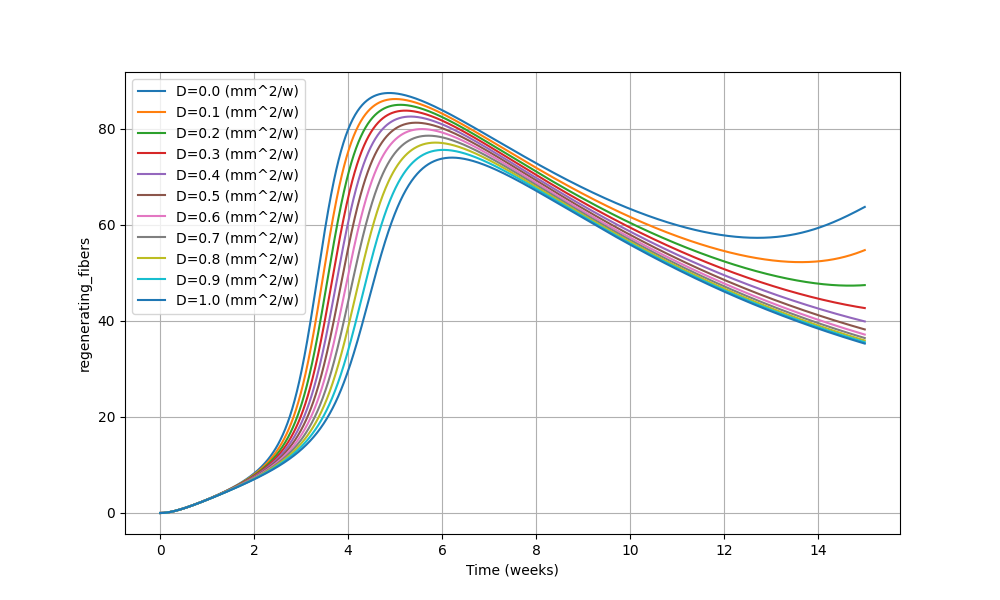 D=0.0 (mm^2/w)
D=0.1 (mm^2/w)
D=0.2 (mm^2/w)
D=0.3 (mm^2/w)
D=0.4 (mm^2/w)
D=0.5 (mm^2/w)
D=0.6 (mm^2/w)
D=0.7 (mm^2/w)
D=0.8 (mm^2/w)
D=0.9 (mm^2/w)
D=1.0 (mm^2/w)
regenerating_fibers
80
60
40
20
0
0 2 4 6 8 10 12 14
Time (weeks)